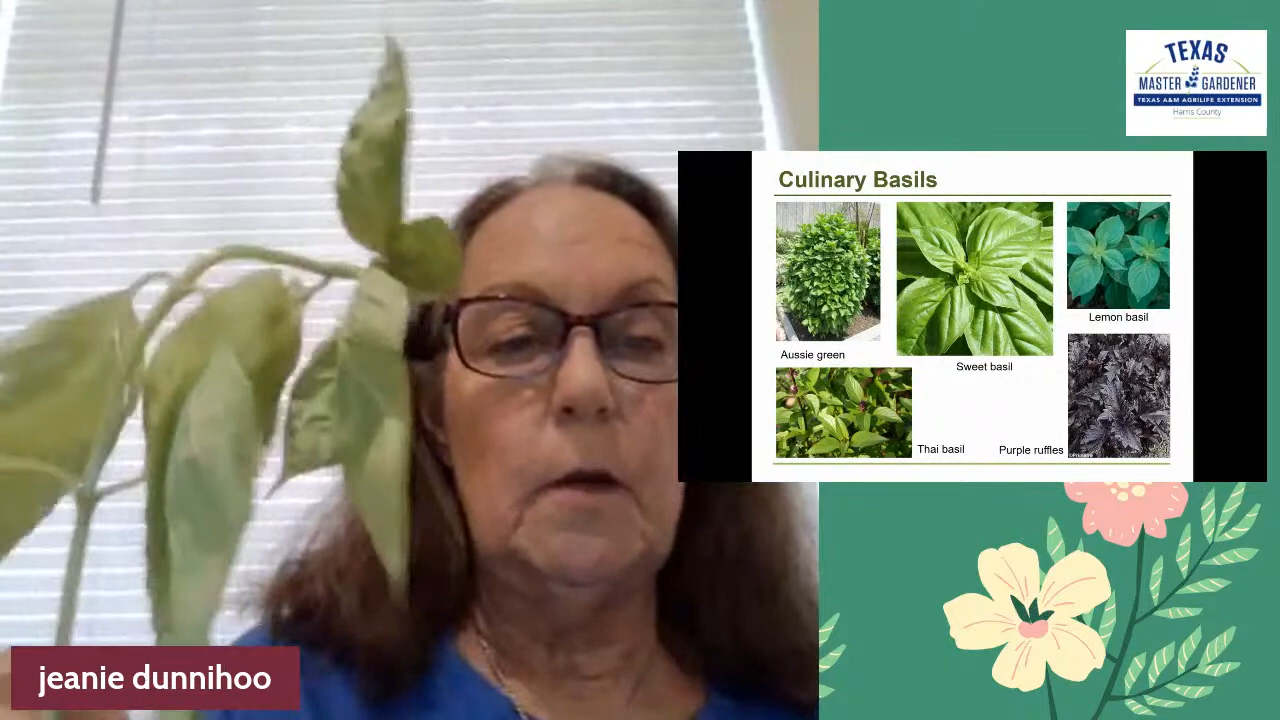 TEXAS
MASTER GARDENER
TEXAS A&M AGRILIFE EXTENSION
Harris County
Culinary Basils
Lemon basil
Aussie green
Sweet basil
Thai basil
Purple ruffles
jeanie dunnihoo